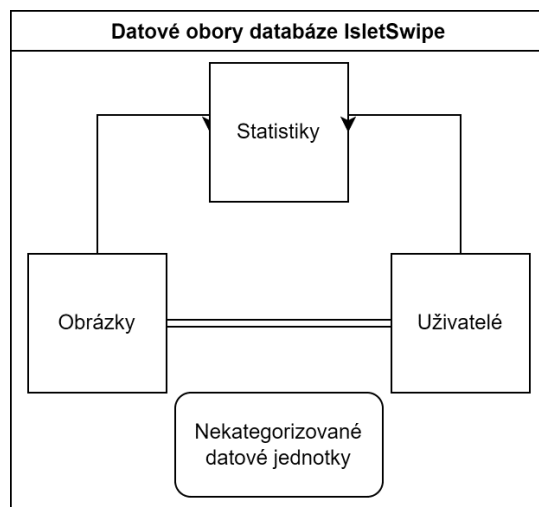 Datové obory databáze IsletSwipe
Statistiky
Obrázky
Uživatelé
Nekategorizované
datové jednotky